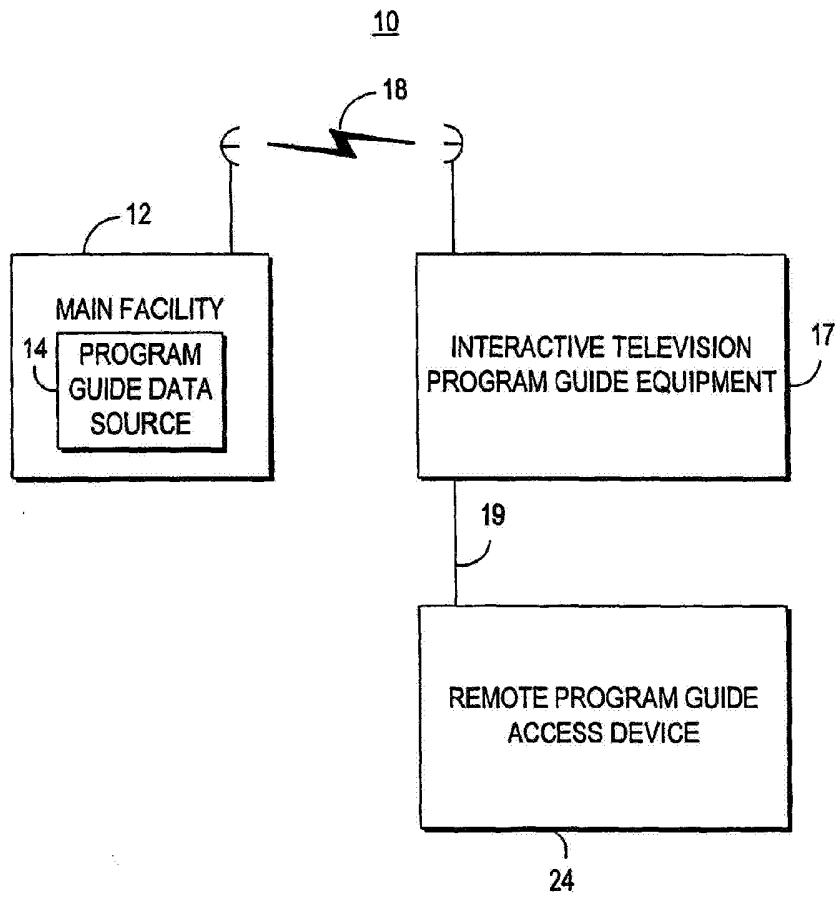 10
18
12
MAIN FACILITY
14
PROGRAM
GUIDE DATA
SOURCE
INTERACTIVE TELEVISION
PROGRAM GUIDE EQUIPMENT
17
19
REMOTE PROGRAM GUIDE
ACCESS DEVICE
24